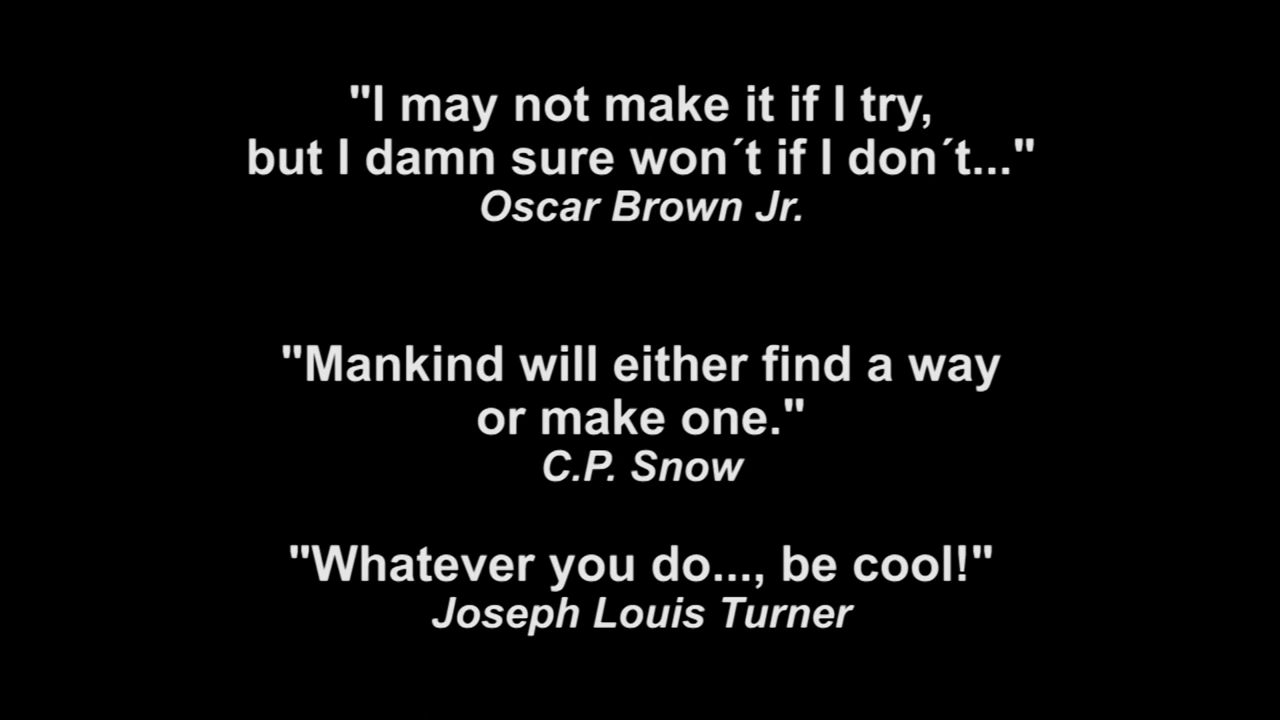 "I may not make it if I try,
but I damn sure won´t if I don´t..."
Oscar Brown Jr.
"Mankind will either find a way
or make one."
C.P. Snow
"Whatever you do..., be cool!"
Joseph Louis Turner